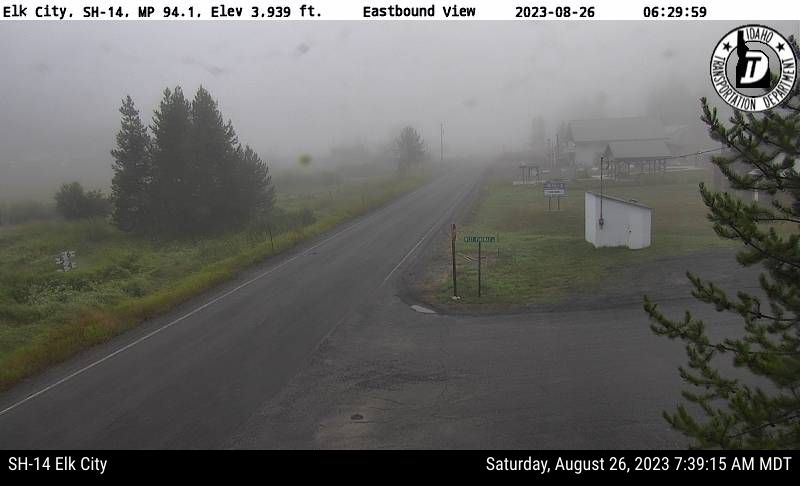 Elk City, SH-14, MP 94.1, Elev 3,939 ft. Eastbound View 2023-08-26 06:29:59
IDAHO
TRANSPORTATION DEPARTMENT
SH-14 Elk City Saturday, August 26, 2023 7:39:15 AM MDT